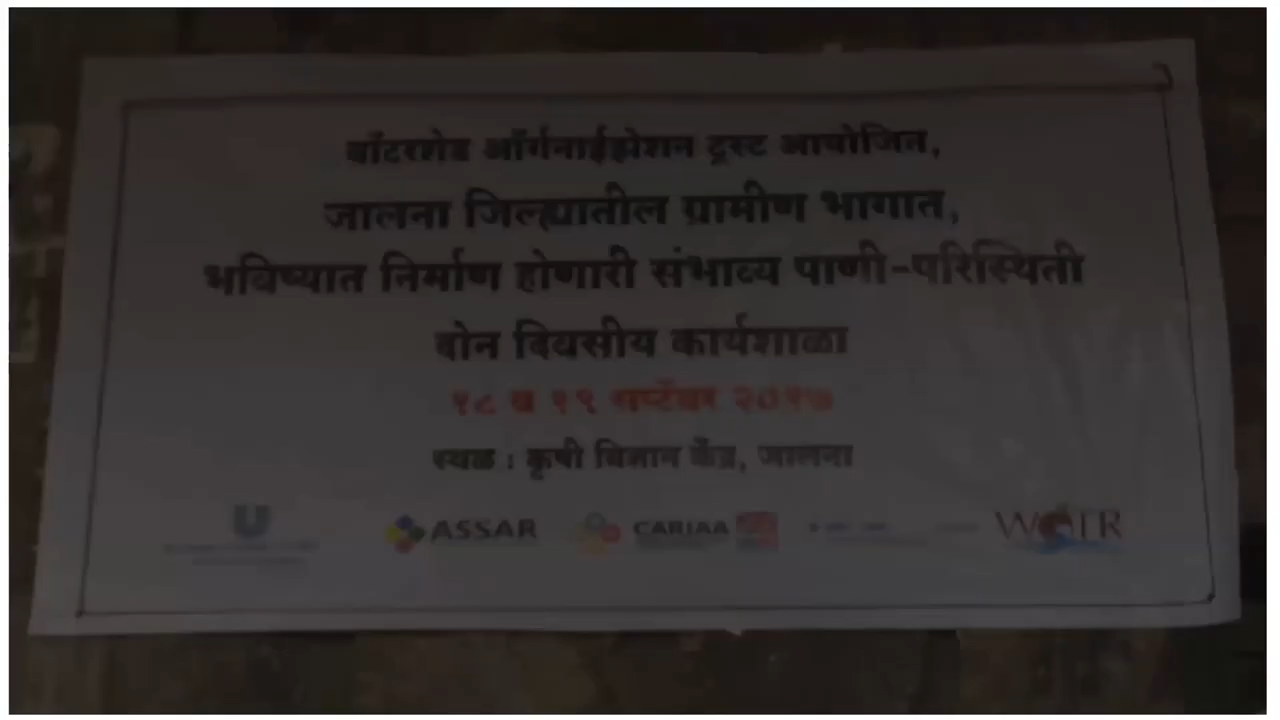 वॉटरशेड ऑर्गनाईझेशन ट्रस्ट आयोजित,
जालना जिल्ह्यातील ग्रामीण भागात,
भविष्यात निर्माण होणारी संभाव्य पाणी-परिस्थिती
दोन दिवसीय कार्यशाळा
१८ व १९ सप्टेंबर २०१७
स्थळ : कृषी विज्ञान केंद्र, जालना
ASSAR CARIAA WOTR